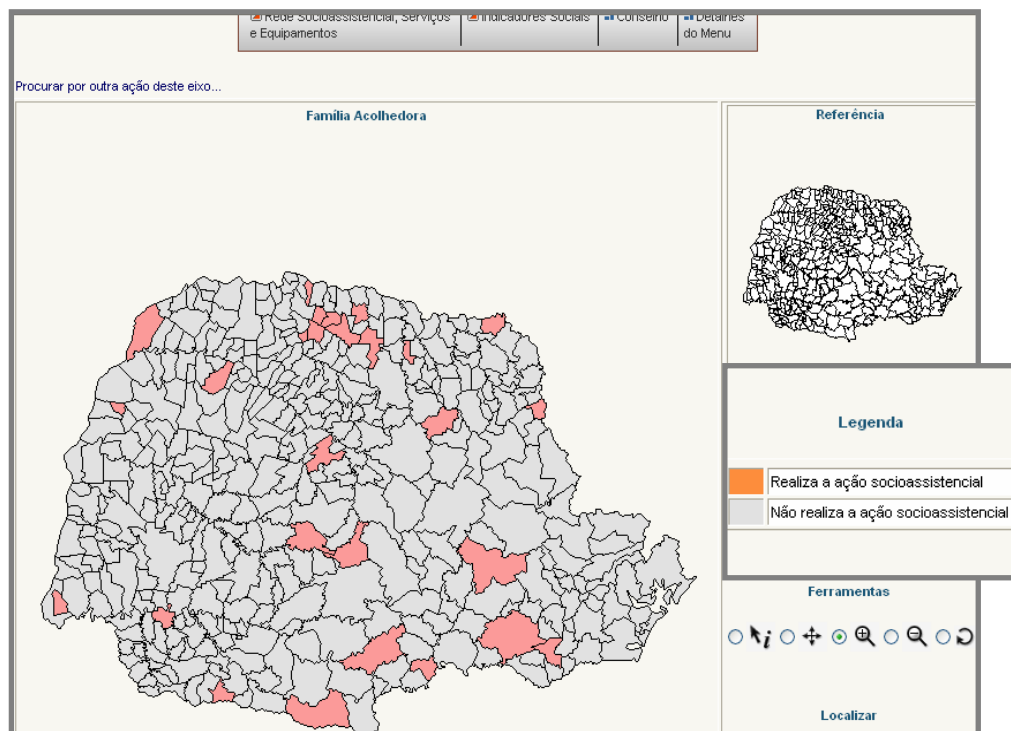 Rede Socioassistencial, Serviços
e Equipamentos
Indicadores Sociais
Conselho
Detalhes
do Menu
Procurar por outra ação deste eixo...
Família Acolhedora
Referência
Legenda
Realiza a ação socioassistencial
Não realiza a ação socioassistencial
Ferramentas
Localizar